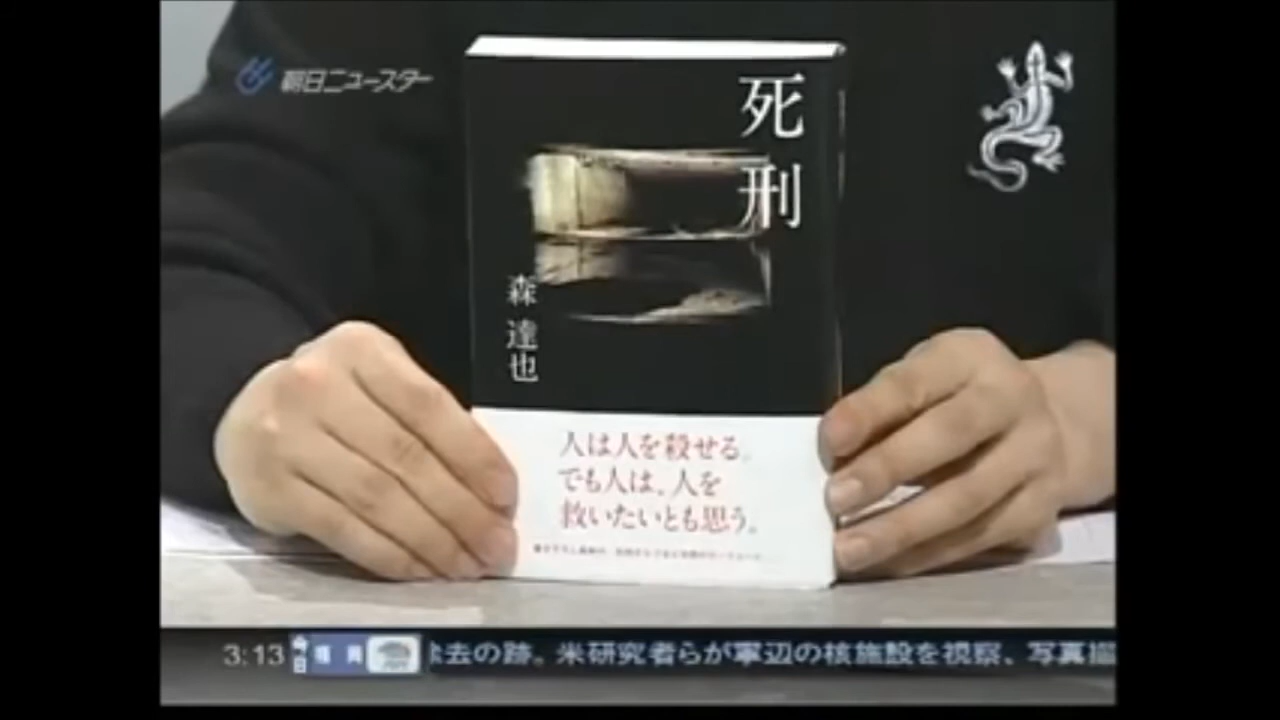 朝日ニュースター
死刑
森達也
人は人を殺せる。
でも人は、人を
救いたいとも思う。
3:13
今日
去の跡。米研究者らが寧辺の核施設を視察、写真撮